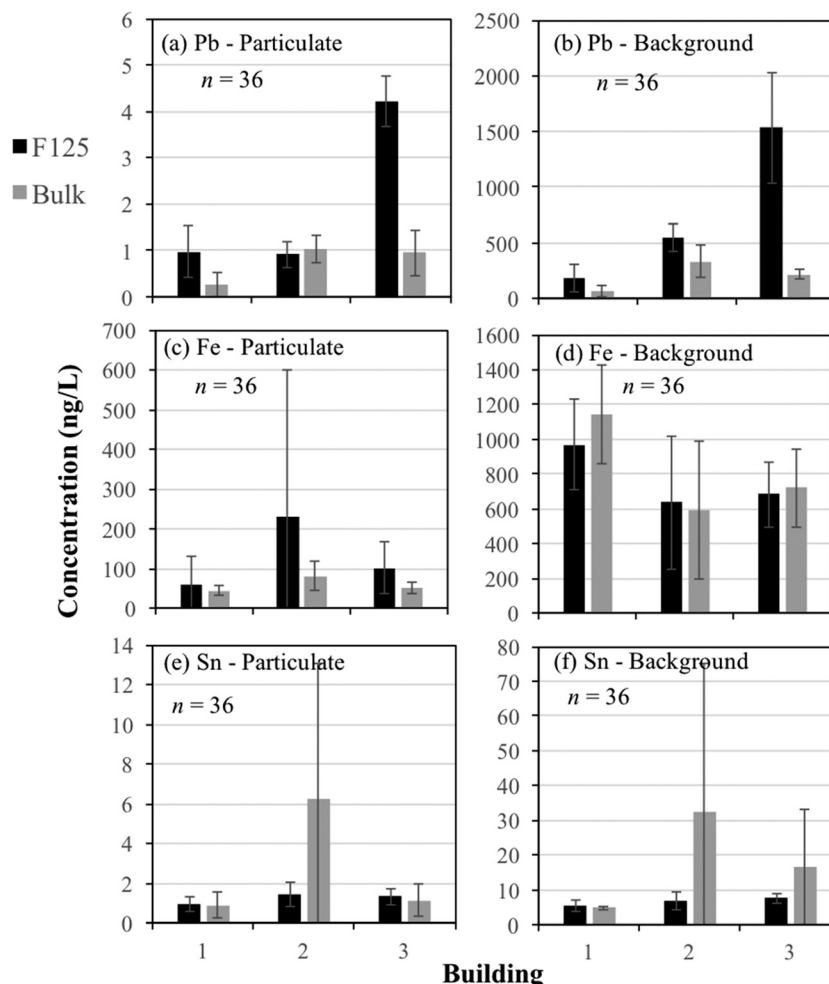 F125
Bulk
Concentration (ng/L)
(a) Pb - Particulate
n = 36
6
5
4
3
2
1
0
(b) Pb - Background
n = 36
2500
2000
1500
1000
500
0
(c) Fe - Particulate
n = 36
700
600
500
400
300
200
100
0
(d) Fe - Background
n = 36
1600
1400
1200
1000
800
600
400
200
0
(e) Sn - Particulate
n = 36
14
12
10
8
6
4
2
0
1 2 3
(f) Sn - Background
n = 36
80
70
60
50
40
30
20
10
0
1 2 3
Building